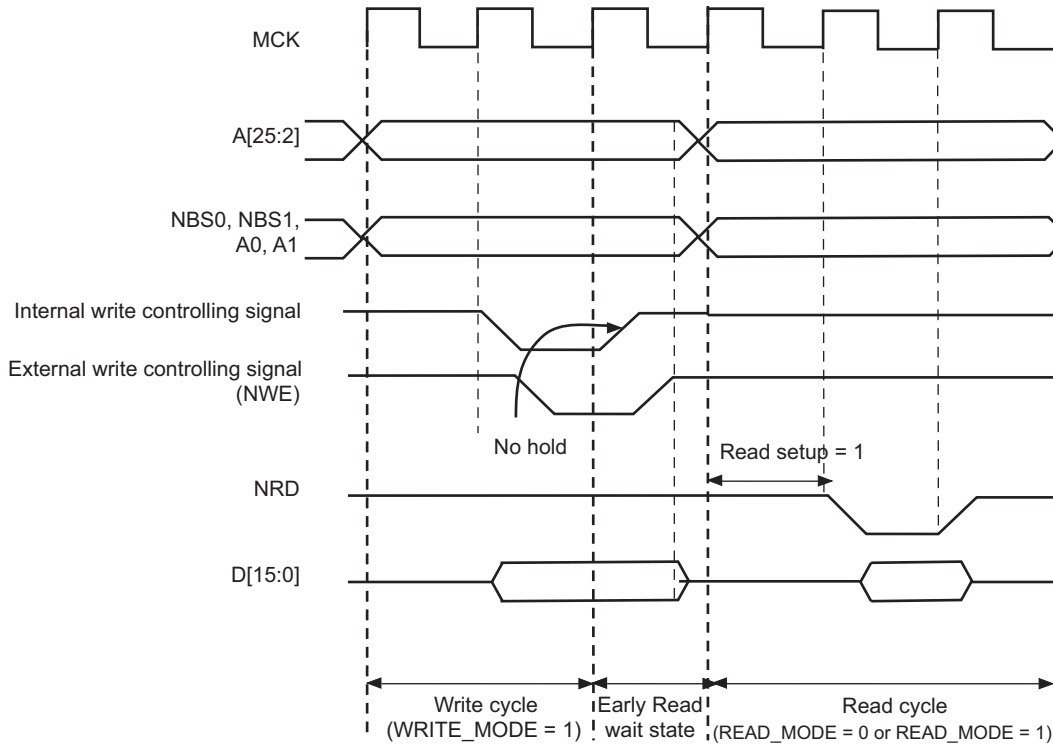 MCK
A[25:2]
NBS0, NBS1,
A0, A1
Internal write controlling signal
External write controlling signal
(NWE)
No hold
Read setup = 1
NRD
D[15:0]
Write cycle
(WRITE_MODE = 1)
Early Read
wait state
Read cycle
(READ_MODE = 0 or READ_MODE = 1)